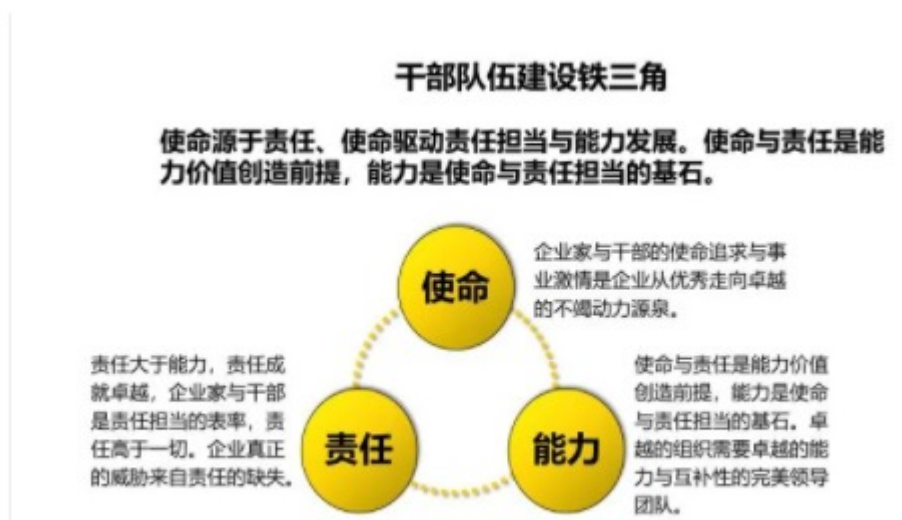 干部队伍建设铁三角
使命源于责任、使命驱动责任担当与能力发展。使命与责任是能
力价值创造前提，能力是使命与责任担当的基石。
使命
企业家与干部的使命追求与事
业激情是企业从优秀走向卓越
的不竭动力源泉。
责任大于能力，责任成
就卓越，企业家与干部
是责任担当的表率，责
任高于一切。企业真正
的威胁来自责任的缺失。
责任
能力
使命与责任是能力价值
创造前提，能力是使命
与责任担当的基石。卓
越的组织需要卓越的能
力与互补性的完美领导
团队。